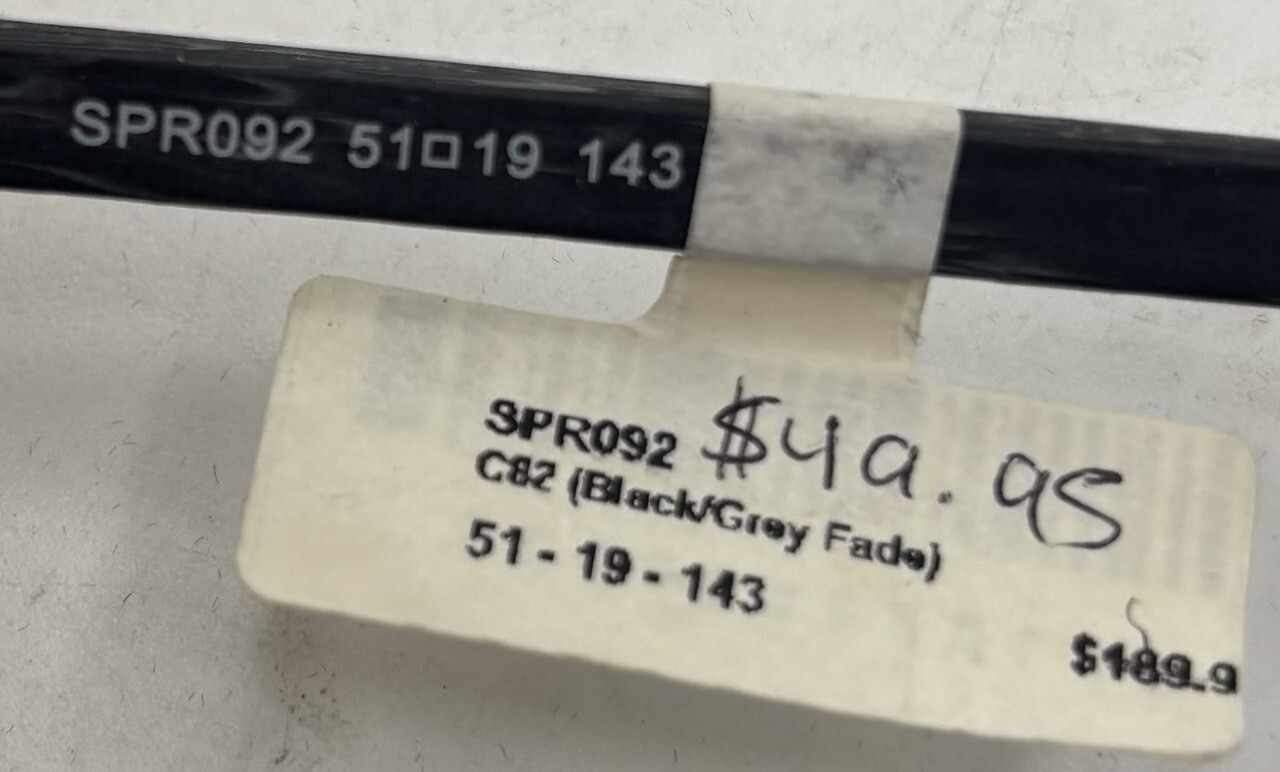 SPR092 51□19 143
SPR092 $49.95
C82 (Black/Grey Fade)
51 - 19 - 143
$189.9